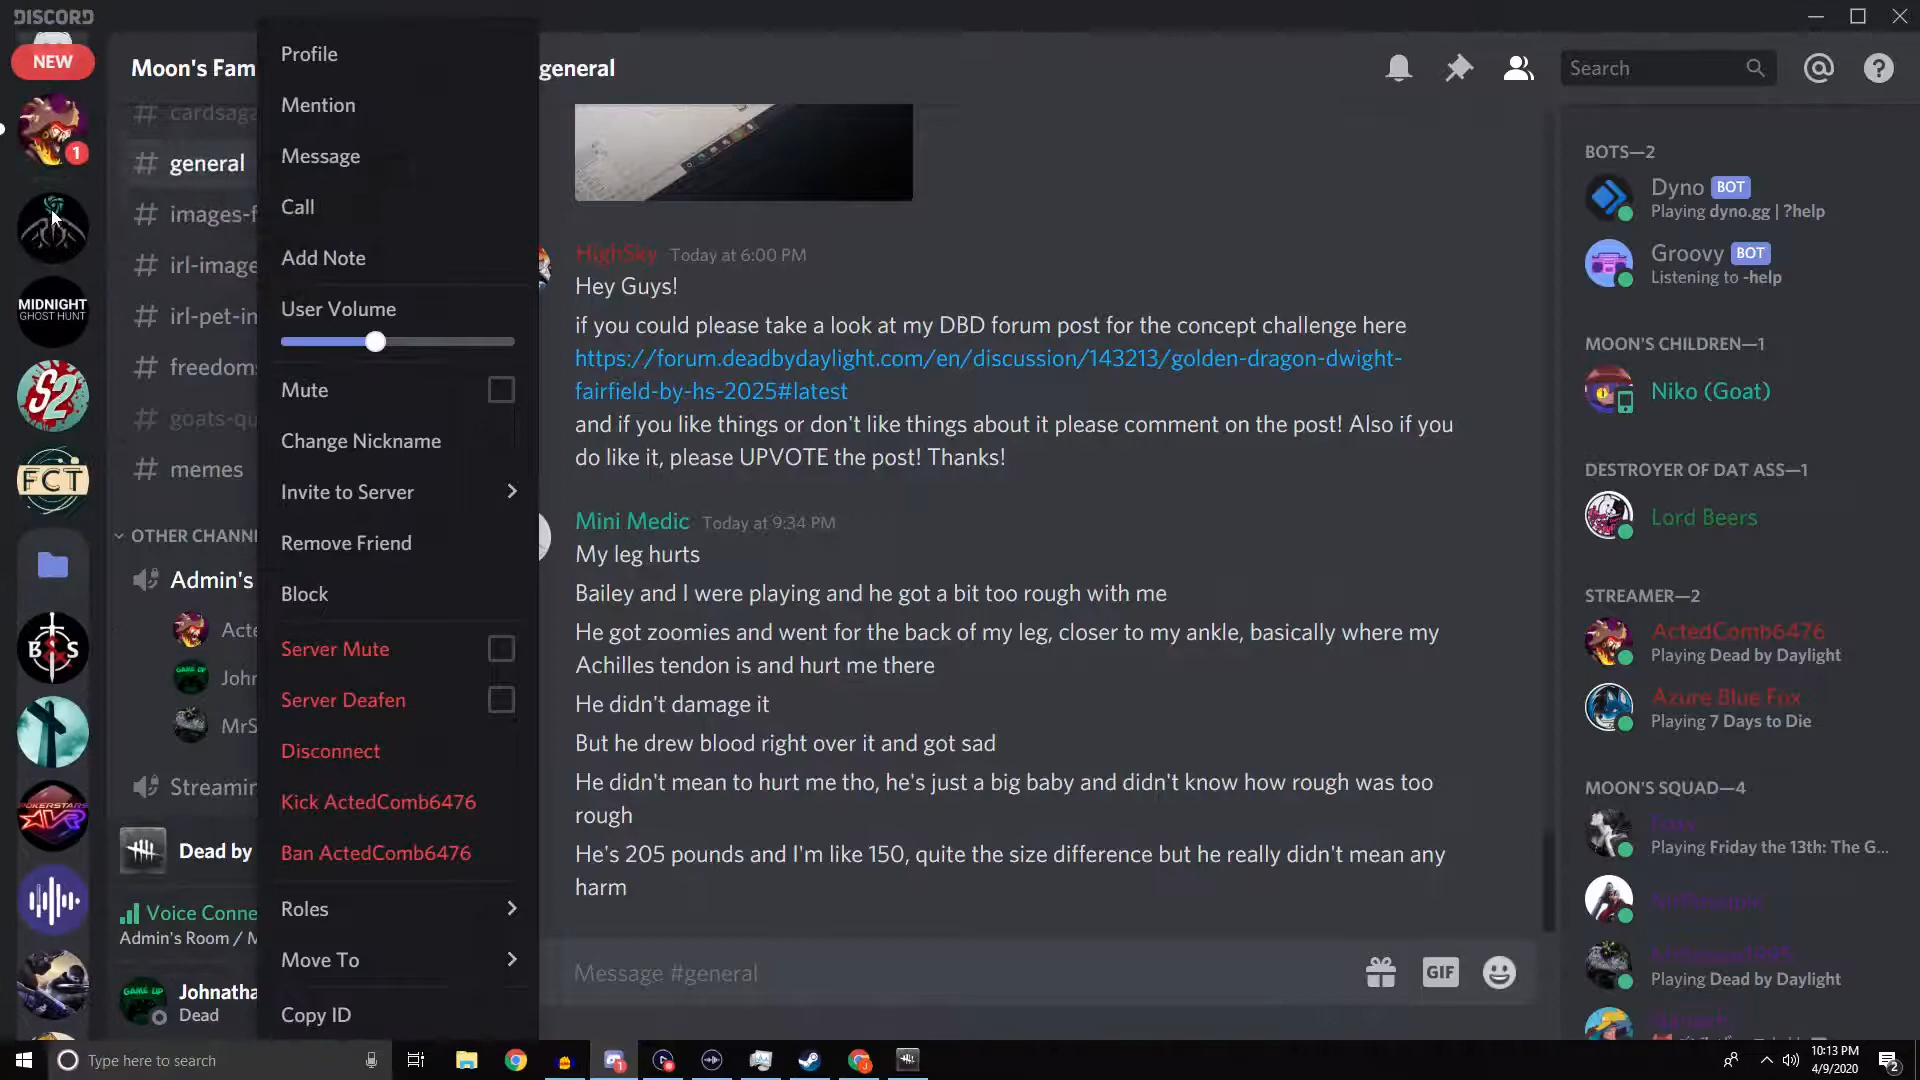 DISCORD
NEW
1
MIDNIGHT
GHOST HUNT
S2
FCT
B S
POKERSTARS
VR
Moon's Fam
cardsaga
general
images-f
irl-image
irl-pet-in
freedom
goats-qu
memes
OTHER CHANN
Admin's
Acte
GAME UP
John
MrS
Streamin
Dead by
Voice Conne
Admin's Room / M
GAME UP
Johnatha
Dead
Profile
Mention
Message
Call
Add Note
User Volume
Mute
Change Nickname
Invite to Server
Remove Friend
Block
Server Mute
Server Deafen
Disconnect
Kick ActedComb6476
Ban ActedComb6476
Roles
Move To
Copy ID
general
Search
HighSky Today at 6:00 PM
Hey Guys!
if you could please take a look at my DBD forum post for the concept challenge here
https://forum.deadbydaylight.com/en/discussion/143213/golden-dragon-dwight-
fairfield-by-hs-2025#latest
and if you like things or don't like things about it please comment on the post! Also if you
do like it, please UPVOTE the post! Thanks!
Mini Medic Today at 9:34 PM
My leg hurts
Bailey and I were playing and he got a bit too rough with me
He got zoomies and went for the back of my leg, closer to my ankle, basically where my
Achilles tendon is and hurt me there
He didn't damage it
But he drew blood right over it and got sad
He didn't mean to hurt me tho, he's just a big baby and didn't know how rough was too
rough
He's 205 pounds and I'm like 150, quite the size difference but he really didn't mean any
harm
Message #general
GIF
BOTS—2
Dyno BOT
Playing dyno.gg | ?help
Groovy BOT
Listening to -help
MOON'S CHILDREN—1
Niko (Goat)
DESTROYER OF DAT ASS—1
Lord Beers
STREAMER—2
ActedComb6476
Playing Dead by Daylight
Azure Blue Fox
Playing 7 Days to Die
MOON'S SQUAD—4
Foxy
Playing Friday the 13th: The G...
Playing Dead by Daylight
Type here to search
1
10:13 PM
4/9/2020
2